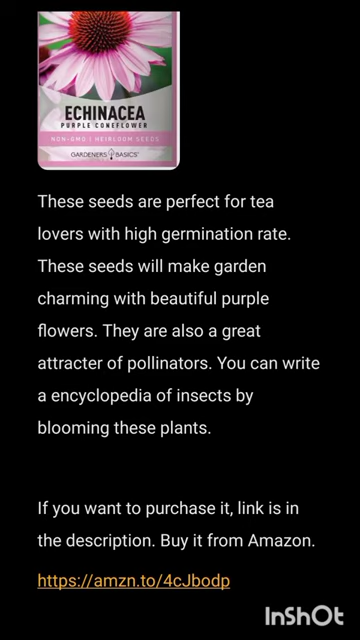 ECHINACEA
PURPLE CONEFLOWER
NON-GMO | HEIRLOOM SEEDS
GARDENERS BASICS
These seeds are perfect for tea
lovers with high germination rate.
These seeds will make garden
charming with beautiful purple
flowers. They are also a great
attracter of pollinators. You can write
a encyclopedia of insects by
blooming these plants.
If you want to purchase it, link is in
the description. Buy it from Amazon.
https://amzn.to/4cJbodp
InShOt